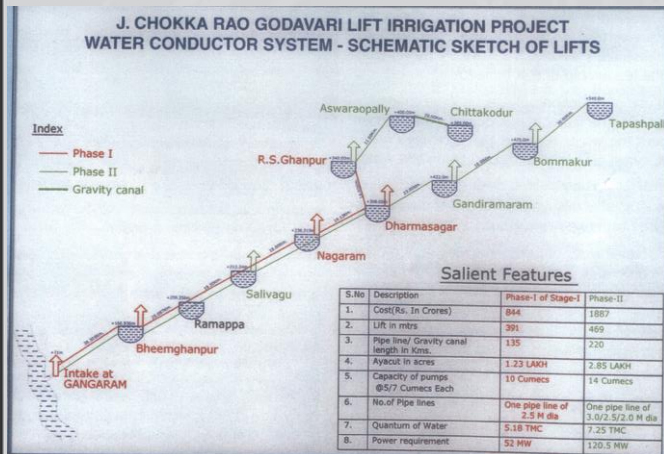 J. CHOKKA RAO GODAVARI LIFT IRRIGATION PROJECT
WATER CONDUCTOR SYSTEM - SCHEMATIC SKETCH OF LIFTS
Index
Phase I
Phase II
Gravity canal
Aswaraopally
Chittakodur
Tapashpall
R.S.Ghanpur
Bommakur
Gandiramaram
Dharmasagar
Nagaram
Salivagu
Ramappa
Bheemghanpur
Intake at
GANGARAM
Salient Features
S.No Description Phase-I of Stage-I Phase-II
1. Cost(Rs. In Crores) 844 1887
2. Lift in mtrs 391 469
3. Pipe line/ Gravity canal length in Kms. 135 220
4. Ayacut in acres 1.23 LAKH 2.85 LAKH
5. Capacity of pumps @5/7 Cumecs Each 10 Cumecs 14 Cumecs
6. No.of Pipe lines One pipe line of 2.5 M dia One pipe line of 3.0/2.5/2.0 M dia
7. Quantum of Water 5.18 TMC 7.25 TMC
8. Power requirement 52 MW 120.5 MW